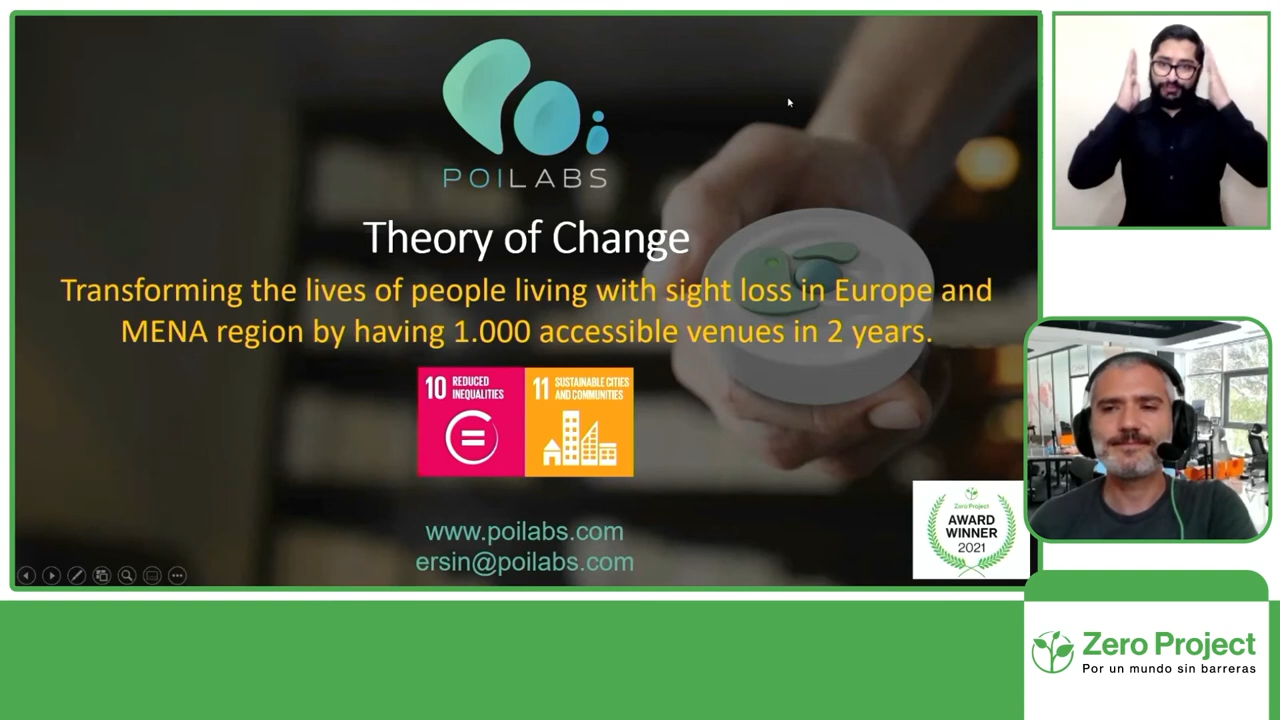 POILABS
Theory of Change
Transforming the lives of people living with sight loss in Europe and
MENA region by having 1.000 accessible venues in 2 years.
10 REDUCED
INEQUALITIES
11 SUSTAINABLE CITIES
AND COMMUNITIES
www.poilabs.com
ersin@poilabs.com
Zero Project
AWARD
WINNER
2021
Zero Project
Por un mundo sin barreras